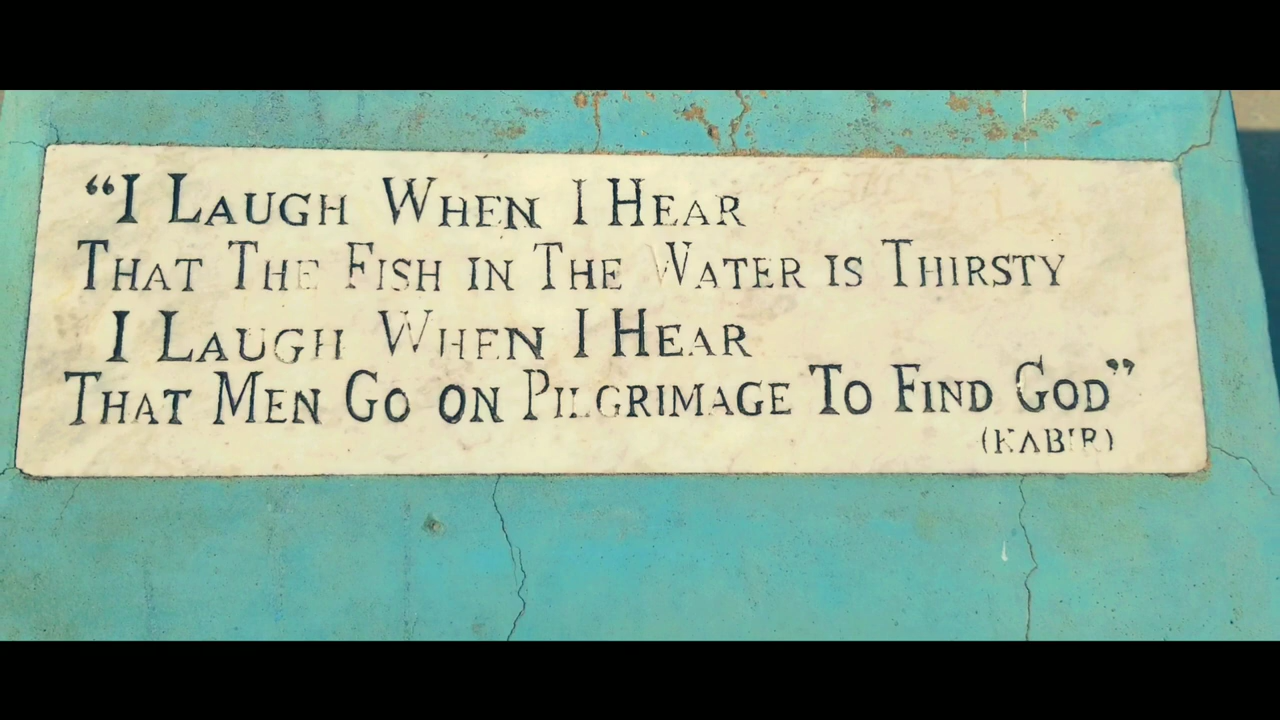 “I Laugh When I Hear
That The Fish in The Water is Thirsty
I Laugh When I Hear
That Men Go on Pilgrimage To Find God”
(KABIR)